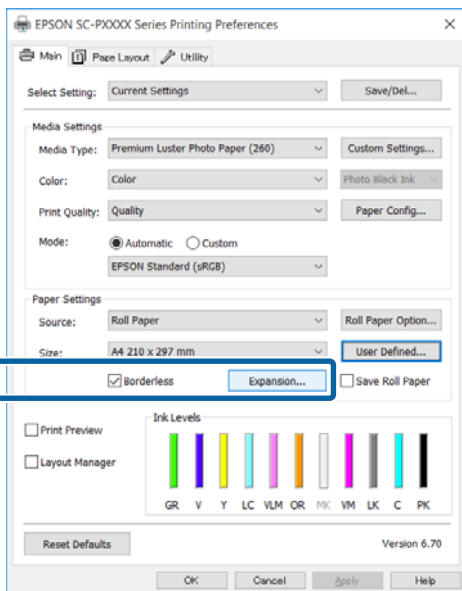 EPSON SC-PXXXX Series Printing Preferences
Main Page Layout Utility
Select Setting: Current Settings Save/Del...
Media Settings
Media Type: Premium Luster Photo Paper (260) Custom Settings...
Color: Color Photo Black Ink
Print Quality: Quality Paper Config...
Mode: Automatic Custom
EPSON Standard (sRGB)
Paper Settings
Source: Roll Paper Roll Paper Option...
Size: A4 210 x 297 mm User Defined...
Borderless Expansion... Save Roll Paper
Print Preview
Layout Manager
Ink Levels
GR V Y LC VLM OR MK VM LK C PK
Reset Defaults Version 6.70
OK Cancel Apply Help